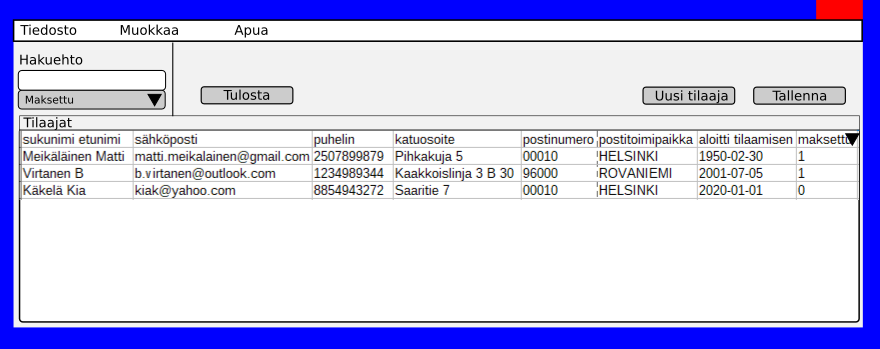 Tiedosto Muokkaa Apua
Hakuehto
Maksettu
Tulosta Uusi tilaaja Tallenna
Tilaajat
sukunimi etunimi sähköposti puhelin katuosoite postinumero postitoimipaikka aloitti tilaamisen maksettu
Meikäläinen Matti matti.meikalainen@gmail.com 2507899879 Pihkakuja 5 00010 HELSINKI 1950-02-30 1
Virtanen B b.virtanen@outlook.com 1234989344 Kaakkoislinja 3 B 30 96000 ROVANIEMI 2001-07-05 1
Käkelä Kia kiak@yahoo.com 8854943272 Saaritie 7 00010 HELSINKI 2020-01-01 0